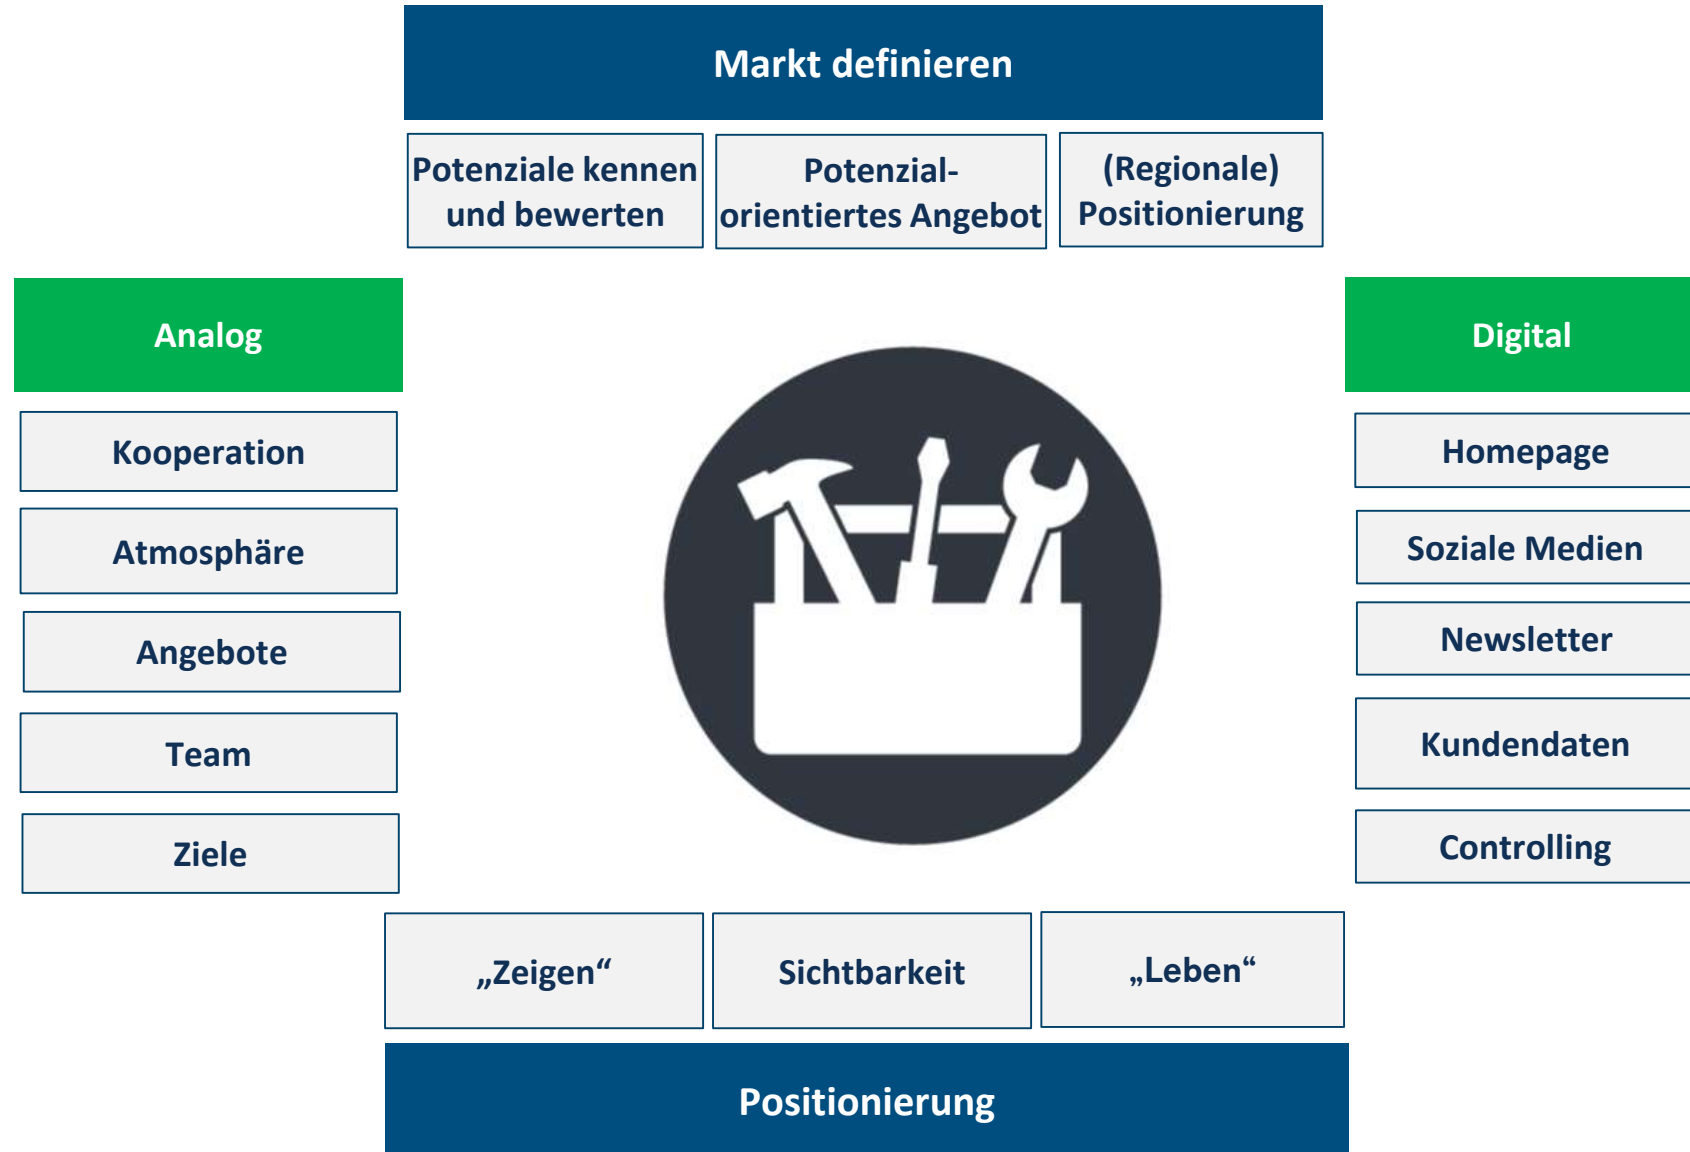 Markt definieren
Potenziale kennen
und bewerten
Potenzial-
orientiertes Angebot
(Regionale)
Positionierung
Analog
Kooperation
Atmosphäre
Angebote
Team
Ziele
Digital
Homepage
Soziale Medien
Newsletter
Kundendaten
Controlling
„Zeigen“
Sichtbarkeit
„Leben“
Positionierung